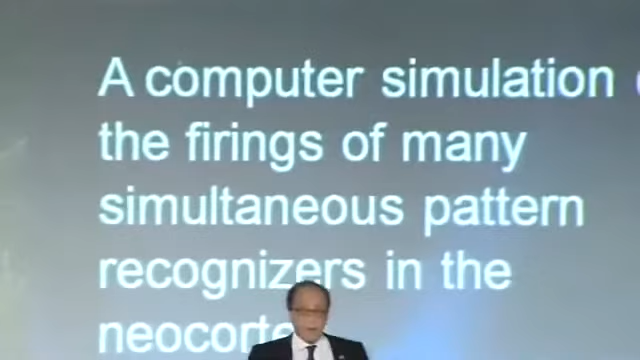 A computer simulation
the firings of many
simultaneous pattern
recognizers in the